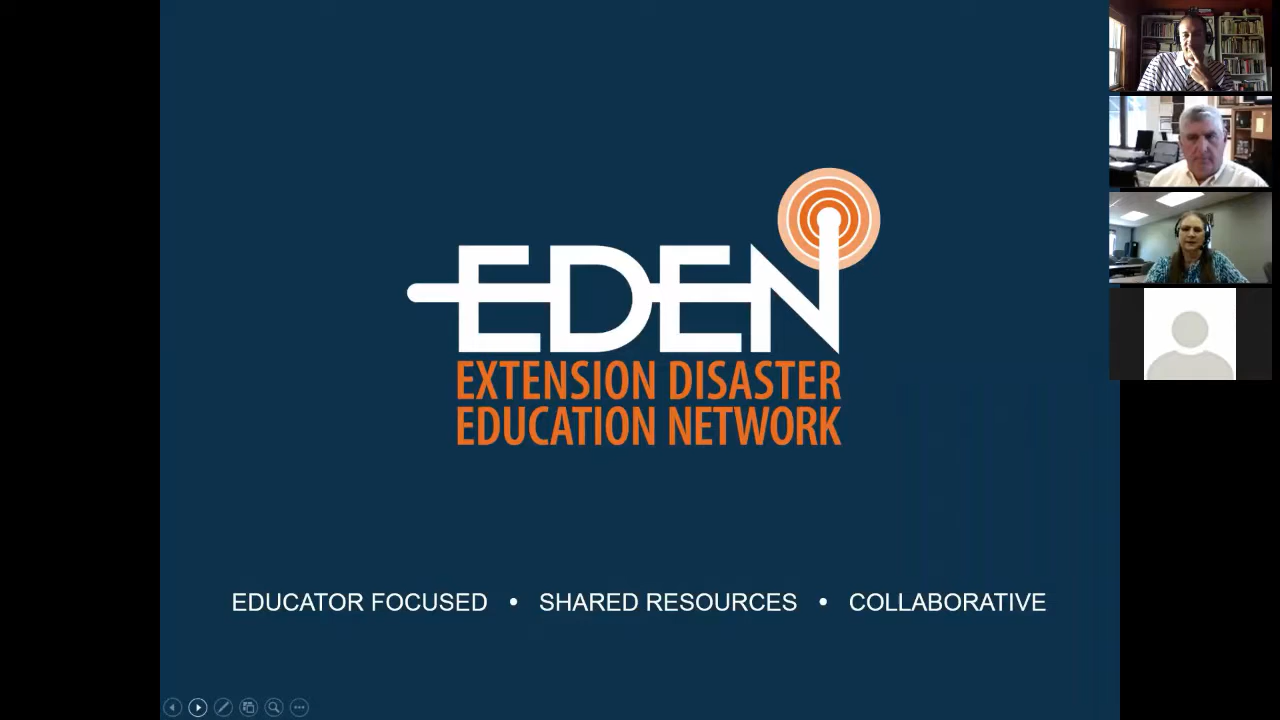 EDEN
EXTENSION DISASTER
EDUCATION NETWORK
EDUCATOR FOCUSED • SHARED RESOURCES • COLLABORATIVE